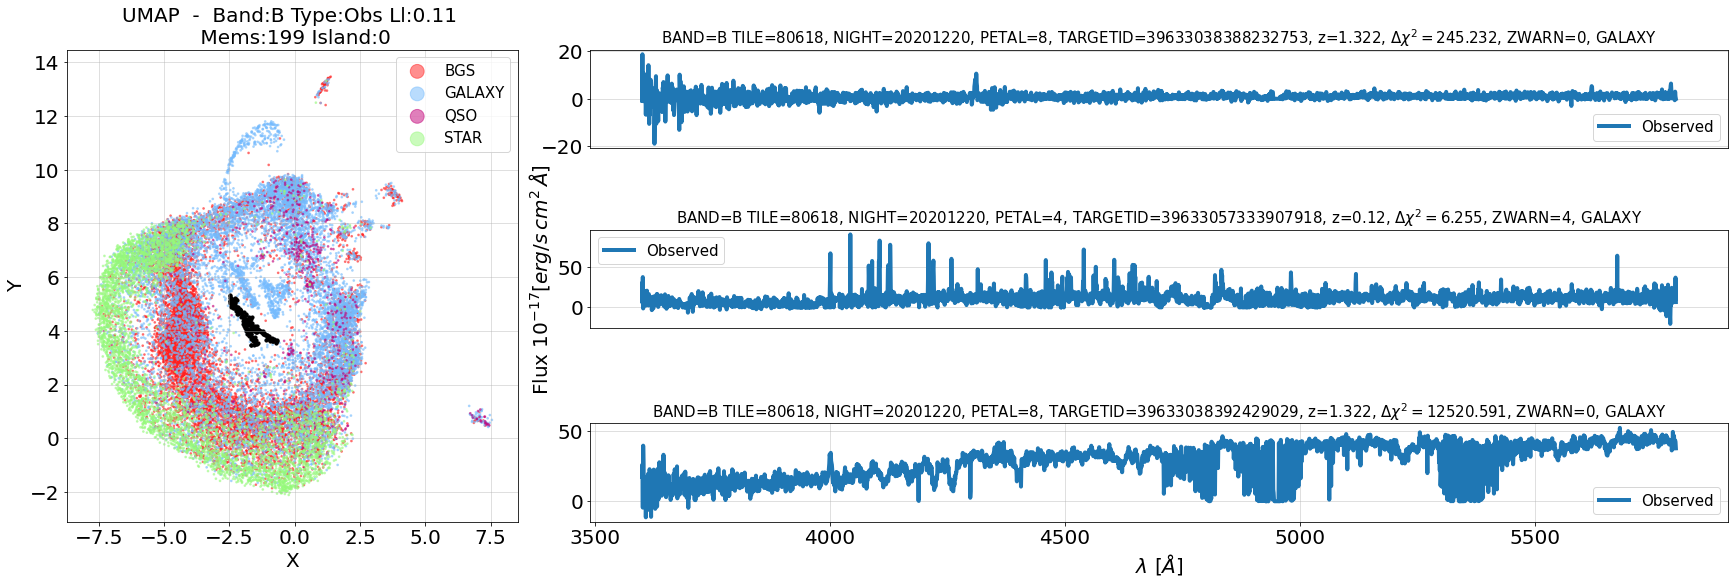 UMAP - Band:B Type:Obs Ll:0.11
Mems:199 Island:0
14
12
10
8
6
4
2
0
−2
Y
BGS
GALAXY
QSO
STAR
−7.5 −5.0 −2.5 0.0 2.5 5.0 7.5
X
Flux 10⁻¹⁷[erg/s cm² Å]
BAND=B TILE=80618, NIGHT=20201220, PETAL=8, TARGETID=39633038388232753, z=1.322, Δχ² = 245.232, ZWARN=0, GALAXY
20
0
−20
Observed
BAND=B TILE=80618, NIGHT=20201220, PETAL=4, TARGETID=39633057333907918, z=0.12, Δχ² = 6.255, ZWARN=4, GALAXY
50
0
Observed
BAND=B TILE=80618, NIGHT=20201220, PETAL=8, TARGETID=39633038392429029, z=1.322, Δχ² = 12520.591, ZWARN=0, GALAXY
50
0
Observed
3500 4000 4500 5000 5500
λ [Å]